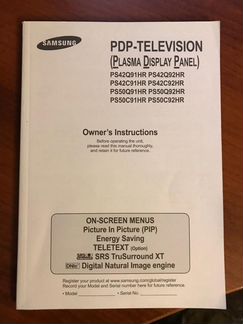 SAMSUNG
PDP-TELEVISION
(PLASMA DISPLAY PANEL)
PS42Q91HR PS42Q92HR
PS42C91HR PS42C92HR
PS50Q91HR PS50Q92HR
PS50C91HR PS50C92HR
Owner's Instructions
Before operating the unit,
please read this manual thoroughly,
and retain it for future reference.
ON-SCREEN MENUS
Picture In Picture (PIP)
Energy Saving
TELETEXT (Option)
SRS TruSurround XT
DNIe Digital Natural Image engine
Register your product at www.samsung.com/global/register
Record your Model and Serial number here for future reference.
• Model • Serial No.